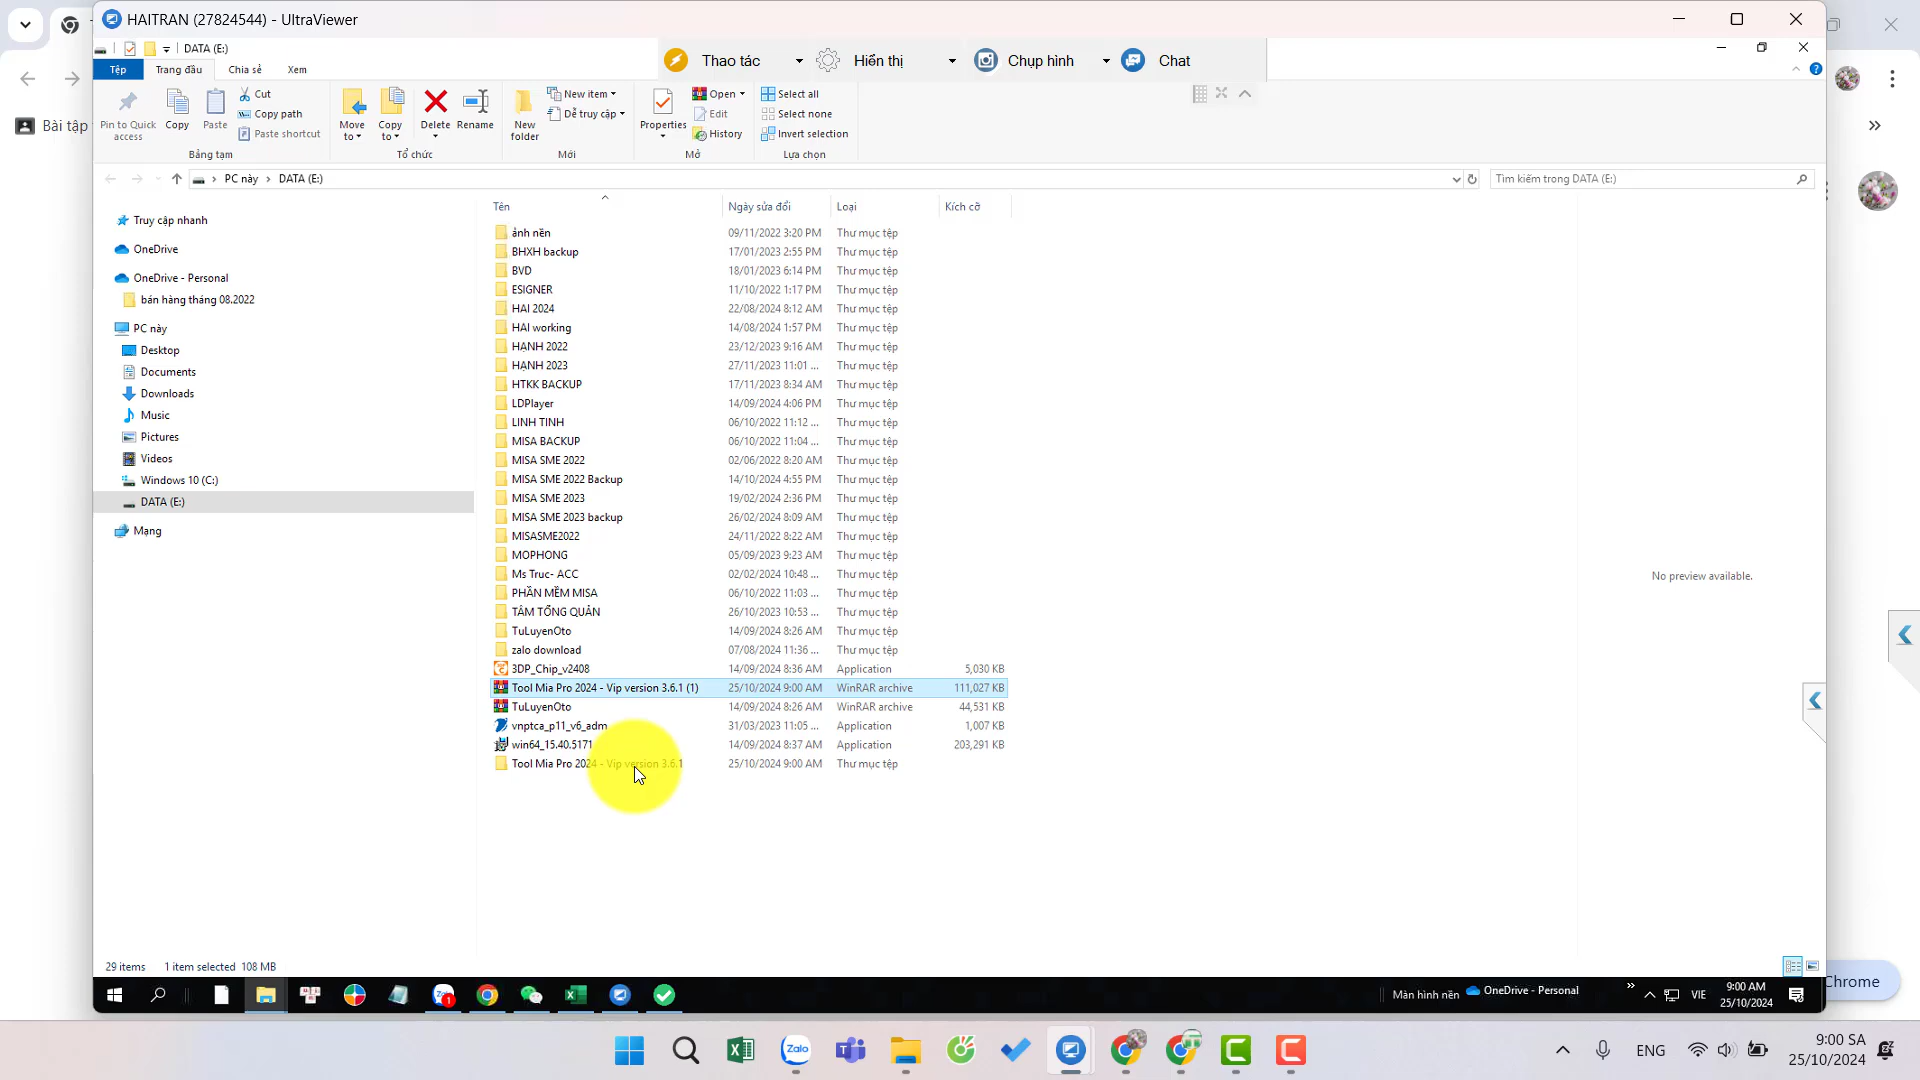 HAITRAN (27824544) - UltraViewer
DATA (E:)
Thao tác
Hiển thị
Chụp hình
Chat
Tệp
Trang đầu
Chia sẻ
Xem
Pin to Quick access
Copy
Paste
Cut
Copy path
Paste shortcut
Move to
Copy to
Delete
Rename
New folder
New item
Dễ truy cập
Properties
Open
Edit
History
Select all
Select none
Invert selection
Bảng tạm
Tổ chức
Mới
Mở
Lựa chọn
Bài tập
PC này
DATA (E:)
Tìm kiếm trong DATA (E:)
Truy cập nhanh
OneDrive
OneDrive - Personal
bán hàng tháng 08.2022
PC này
Desktop
Documents
Downloads
Music
Pictures
Videos
Windows 10 (C:)
DATA (E:)
Mạng
Tên Ngày sửa đổi Loại Kích cỡ
ảnh nền 09/11/2022 3:20 PM Thư mục tệp
BHXH backup 17/01/2023 2:55 PM Thư mục tệp
BVD 18/01/2023 6:14 PM Thư mục tệp
ESIGNER 11/10/2022 1:17 PM Thư mục tệp
HAI 2024 22/08/2024 8:12 AM Thư mục tệp
HAI working 14/08/2024 1:57 PM Thư mục tệp
HẠNH 2022 23/12/2023 9:16 AM Thư mục tệp
HẠNH 2023 27/11/2023 11:01 ... Thư mục tệp
HTKK BACKUP 17/11/2023 8:34 AM Thư mục tệp
LDPlayer 14/09/2024 4:06 PM Thư mục tệp
LINH TINH 06/10/2022 11:12 ... Thư mục tệp
MISA BACKUP 06/10/2022 11:04 ... Thư mục tệp
MISA SME 2022 02/06/2022 8:20 AM Thư mục tệp
MISA SME 2022 Backup 14/10/2024 4:55 PM Thư mục tệp
MISA SME 2023 19/02/2024 2:36 PM Thư mục tệp
MISA SME 2023 backup 26/02/2024 8:09 AM Thư mục tệp
MISASME2022 24/11/2022 8:22 AM Thư mục tệp
MOPHONG 05/09/2023 9:23 AM Thư mục tệp
Ms Truc- ACC 02/02/2024 10:48 ... Thư mục tệp
PHẦN MỀM MISA 06/10/2022 11:03 ... Thư mục tệp
TÂM TỔNG QUẢN 26/10/2023 10:53 ... Thư mục tệp
TuLuyenOto 14/09/2024 8:26 AM Thư mục tệp
zalo download 07/08/2024 11:36 ... Thư mục tệp
3DP_Chip_v2408 14/09/2024 8:36 AM Application 5,030 KB
Tool Mia Pro 2024 - Vip version 3.6.1 (1) 25/10/2024 9:00 AM WinRAR archive 111,027 KB
TuLuyenOto 14/09/2024 8:26 AM WinRAR archive 44,531 KB
vnptca_p11_v6_adm 31/03/2023 11:05 ... Application 1,007 KB
win64_15.40.5171 14/09/2024 8:37 AM Application 203,291 KB
Tool Mia Pro 2024 - Vip version 3.6.1 25/10/2024 9:00 AM Thư mục tệp
No preview available.
29 items 1 item selected 108 MB
Chrome
Màn hình nền
OneDrive - Personal
VIE
9:00 AM
25/10/2024
Zalo
ENG
9:00 SA
25/10/2024